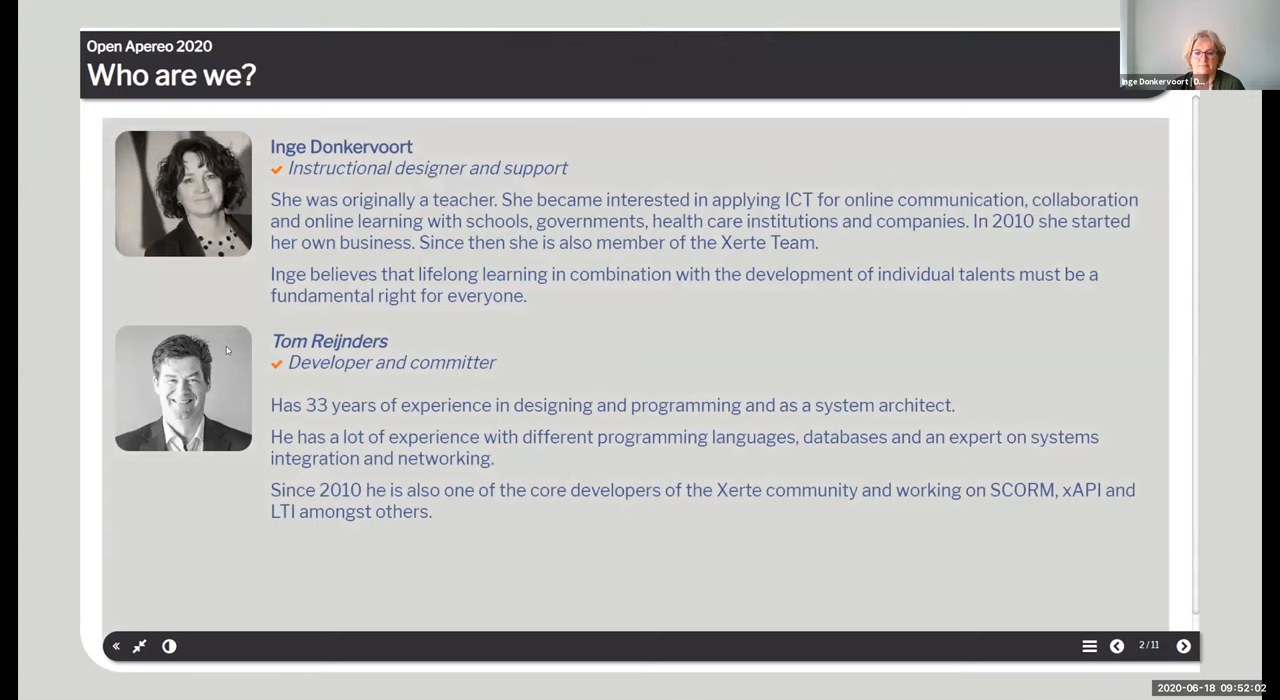 Open Apereo 2020
Who are we?
Inge Donkervoort | D...
Inge Donkervoort
Instructional designer and support
She was originally a teacher. She became interested in applying ICT for online communication, collaboration
and online learning with schools, governments, health care institutions and companies. In 2010 she started
her own business. Since then she is also member of the Xerte Team.
Inge believes that lifelong learning in combination with the development of individual talents must be a
fundamental right for everyone.
Tom Reijnders
Developer and committer
Has 33 years of experience in designing and programming and as a system architect.
He has a lot of experience with different programming languages, databases and an expert on systems
integration and networking.
Since 2010 he is also one of the core developers of the Xerte community and working on SCORM, xAPI and
LTI amongst others.
2 / 11
2020-06-18 09:52:02